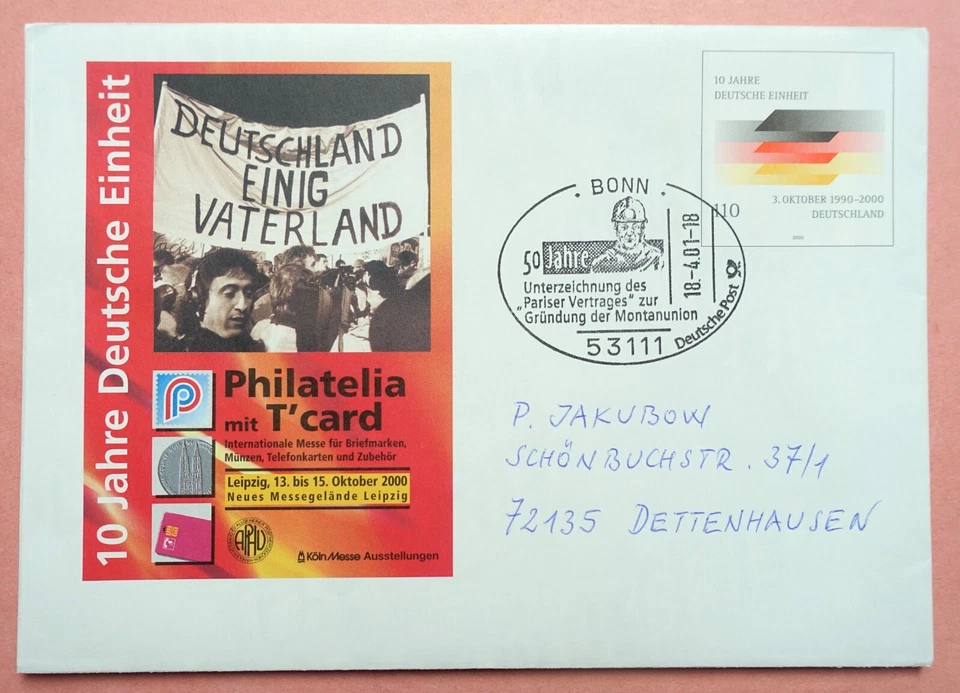 10 Jahre Deutsche Einheit
DEUTSCHLAND
EINIG
VATERLAND
Philatelia
mit T'card
Internationale Messe für Briefmarken,
Münzen, Telefonkarten und Zubehör
Leipzig, 13. bis 15. Oktober 2000
Neues Messegelände Leipzig
APHV
KölnMesse Ausstellungen
10 JAHRE
DEUTSCHE EINHEIT
3. OKTOBER 1990–2000
110
DEUTSCHLAND
2000
BONN
50 Jahre
Unterzeichnung des
"Pariser Vertrages" zur
Gründung der Montanunion
18.-4.01-18
53111
Deutsche Post
P. JAKUBOW
SCHÖNBUCHSTR. 37/1
72135 DETTENHAUSEN